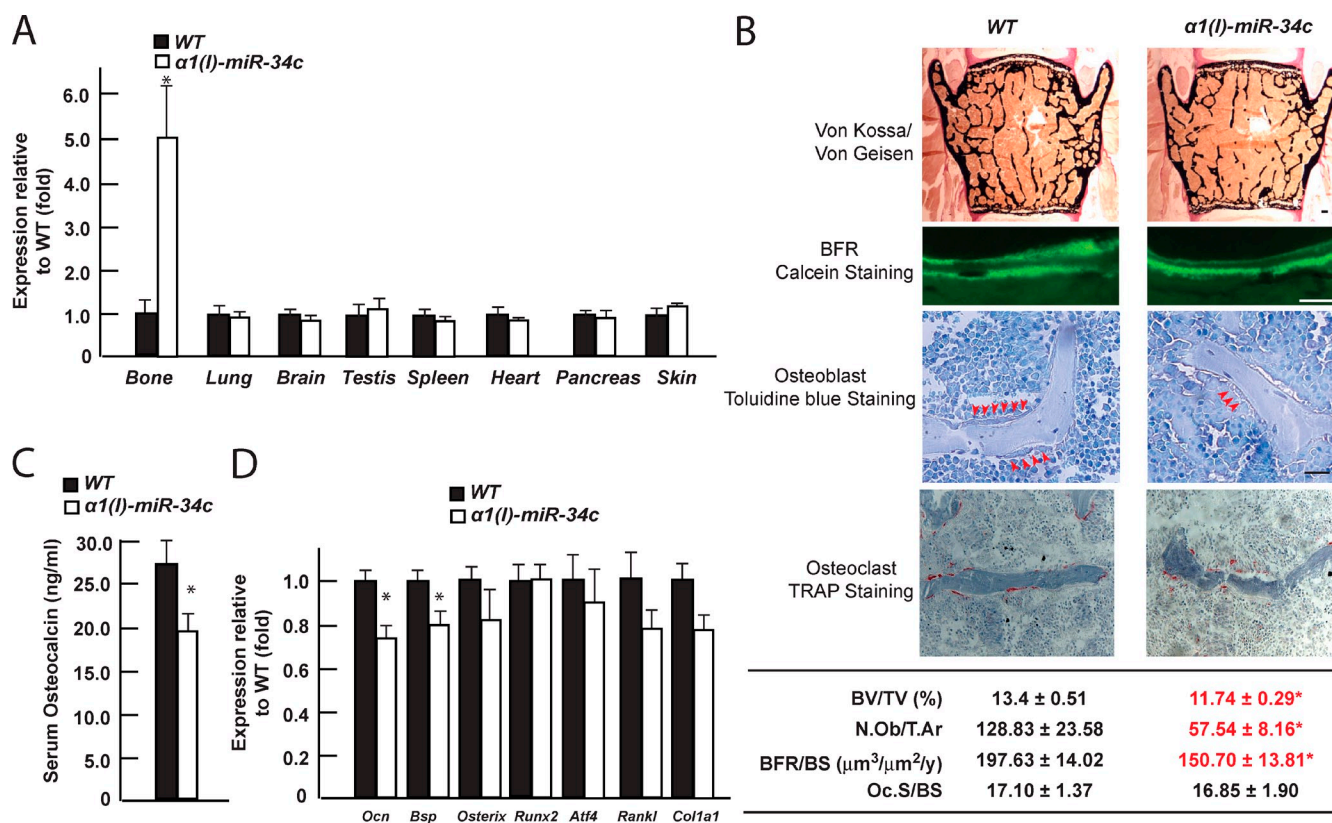 A
WT
α1(I)-miR-34c
Expression relative
to WT (fold)
6.0
5.0
4.0
3.0
2.0
1.0
0
*
Bone Lung Brain Testis Spleen Heart Pancreas Skin
B
WT α1(I)-miR-34c
Von Kossa/
Von Geisen
BFR
Calcein Staining
Osteoblast
Toluidine blue Staining
Osteoclast
TRAP Staining
BV/TV (%) 13.4 ± 0.51 11.74 ± 0.29*
N.Ob/T.Ar 128.83 ± 23.58 57.54 ± 8.16*
BFR/BS (μm³/μm²/y) 197.63 ± 14.02 150.70 ± 13.81*
Oc.S/BS 17.10 ± 1.37 16.85 ± 1.90
C
WT
α1(I)-miR-34c
Serum Osteocalcin (ng/ml)
30.0
25.0
20.0
15.0
10.0
5.0
0.0
*
D
WT
α1(I)-miR-34c
Expression relative
to WT (fold)
1.0
0.8
0.6
0.4
0.2
0
* *
Ocn Bsp Osterix Runx2 Atf4 Rankl Col1a1